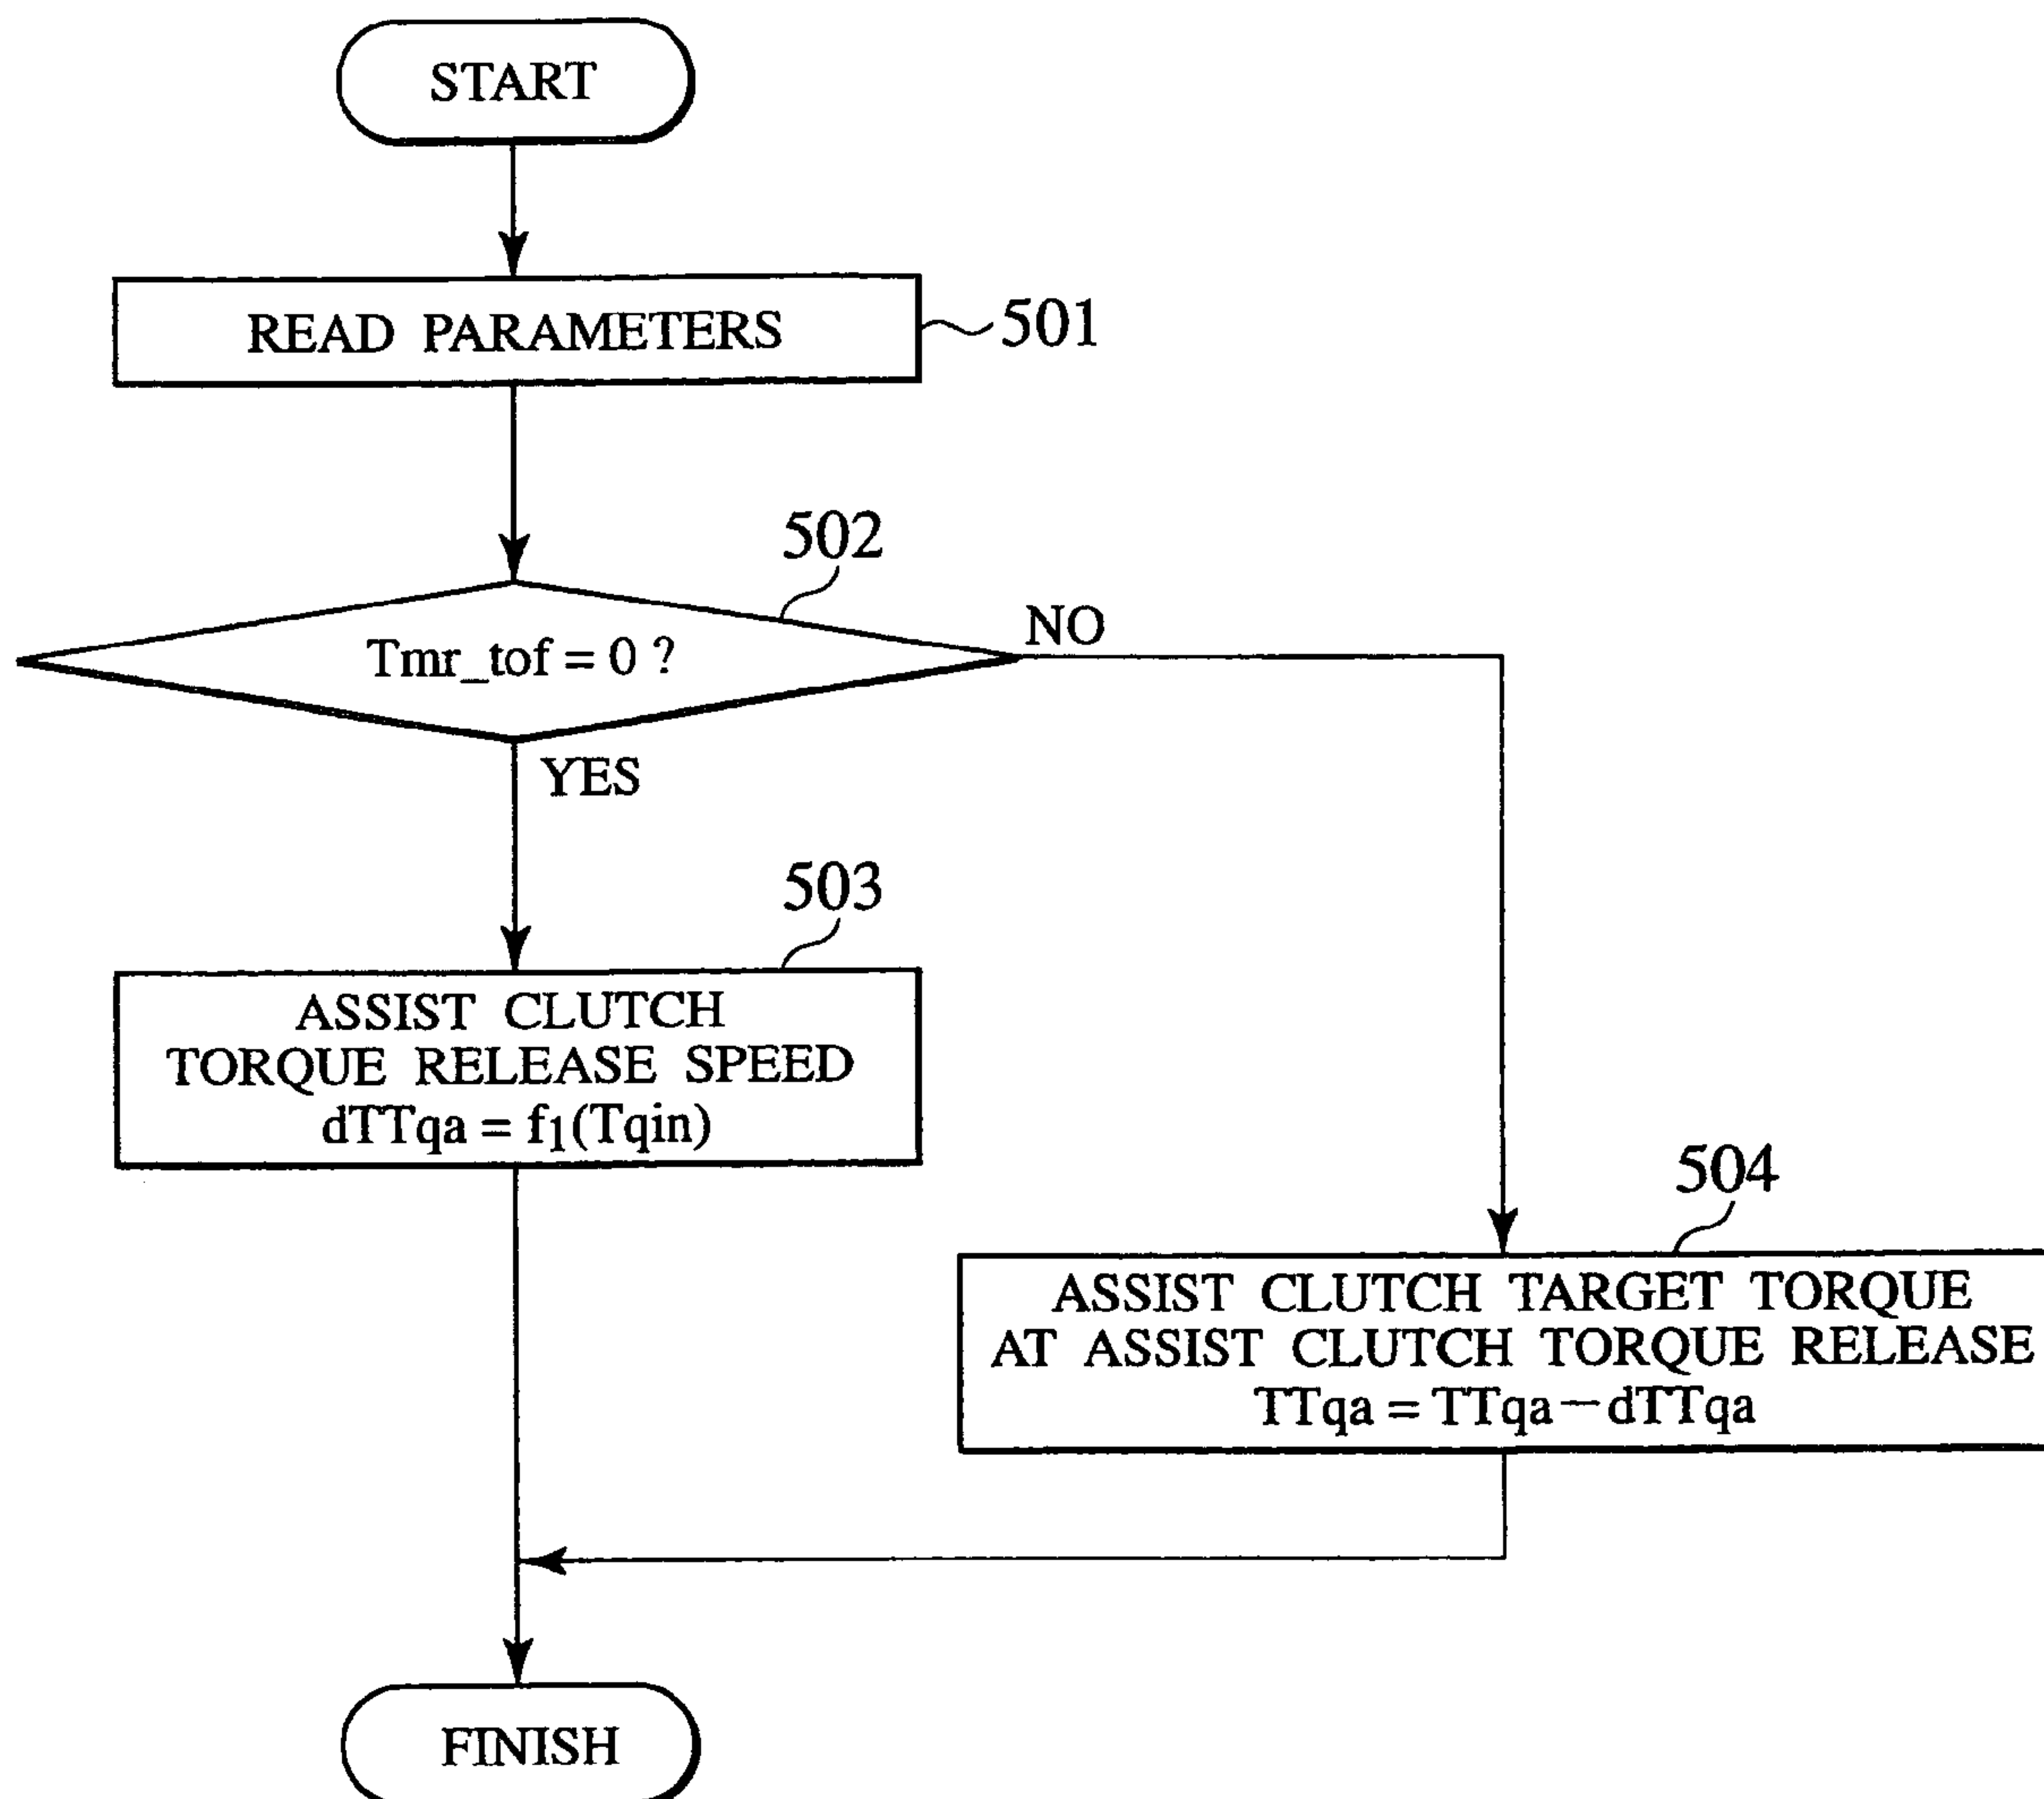 START
READ PARAMETERS
501
502
Tmr_tof = 0 ?
NO
YES
503
ASSIST CLUTCH
TORQUE RELEASE SPEED
dTTqa = f1(Tqin)
504
ASSIST CLUTCH TARGET TORQUE
AT ASSIST CLUTCH TORQUE RELEASE
TTqa = TTqa－dTTqa
FINISH